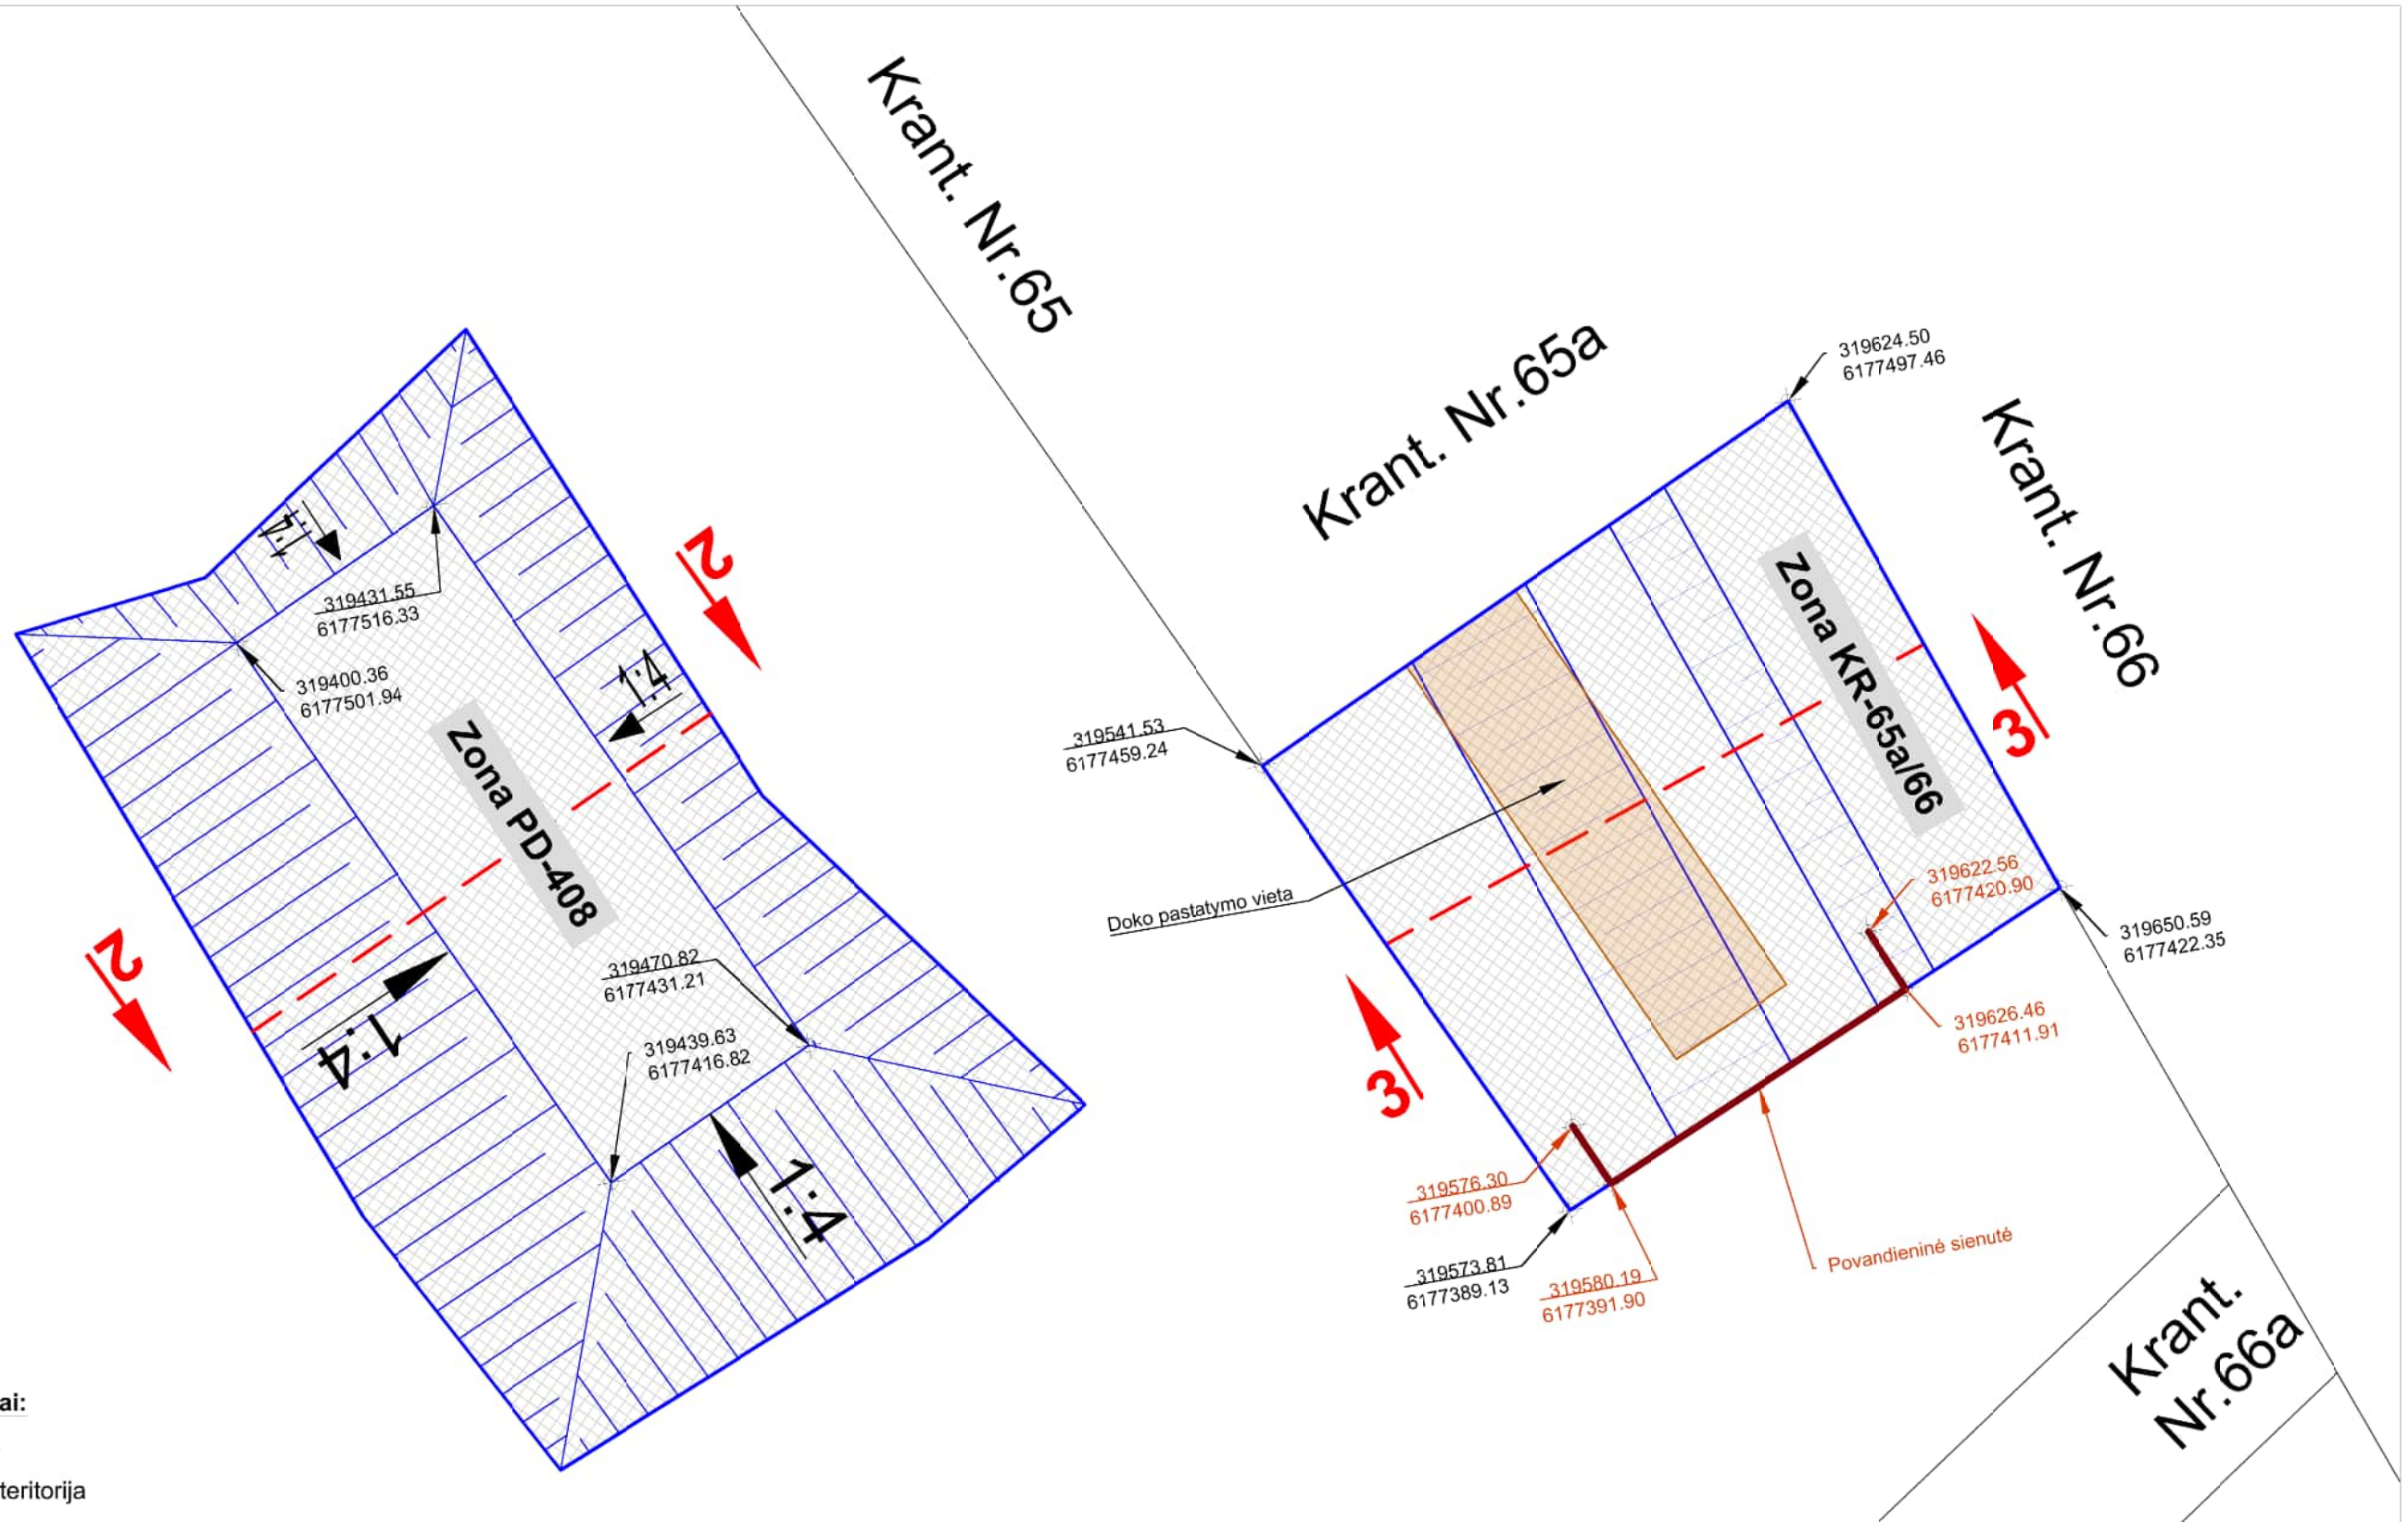 Krant. Nr.65
Krant. Nr.65a
319624.50
6177497.46
Krant. Nr.66
1:4
2
319431.55
6177516.33
319400.36
6177501.94
1:4
Zona PD-408
Zona KR-65a/66
3
319541.53
6177459.24
Doko pastatymo vieta
319622.56
6177420.90
319650.59
6177422.35
2
319470.82
6177431.21
1:4
319439.63
6177416.82
319626.46
6177411.91
3
1:4
319576.30
6177400.89
319573.81
6177389.13
319580.19
6177391.90
Povandieninė sienutė
Krant.
Nr.66a
ai:
teritorija